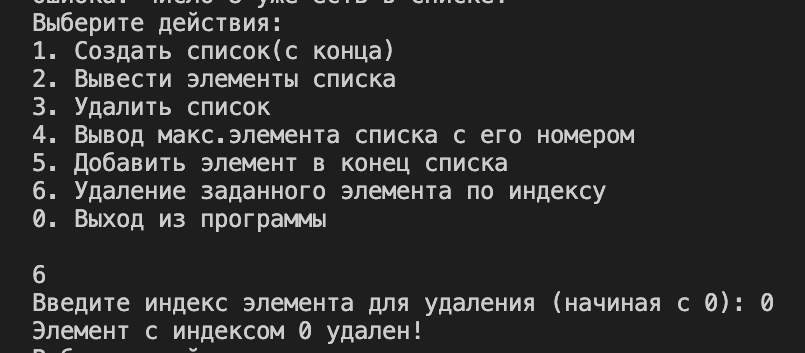 Выберите действия:
1. Создать список(с конца)
2. Вывести элементы списка
3. Удалить список
4. Вывод макс.элемента списка с его номером
5. Добавить элемент в конец списка
6. Удаление заданного элемента по индексу
0. Выход из программы
6
Введите индекс элемента для удаления (начиная с 0): 0
Элемент с индексом 0 удален!